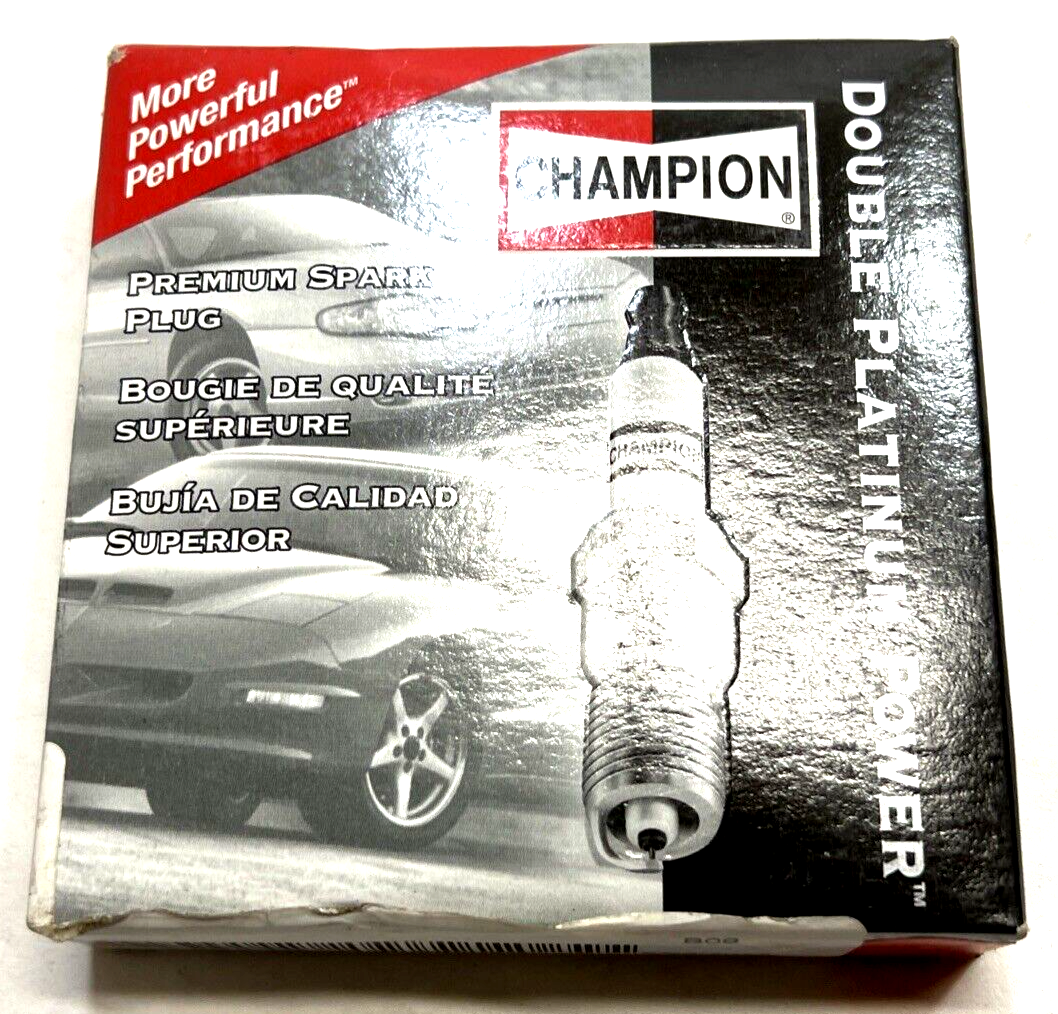 More
Powerful
Performance™
CHAMPION
®
PREMIUM SPARK
PLUG
BOUGIE DE QUALITÉ
SUPÉRIEURE
BUJÍA DE CALIDAD
SUPERIOR
CHAMPION
DOUBLE PLATINUM POWER™